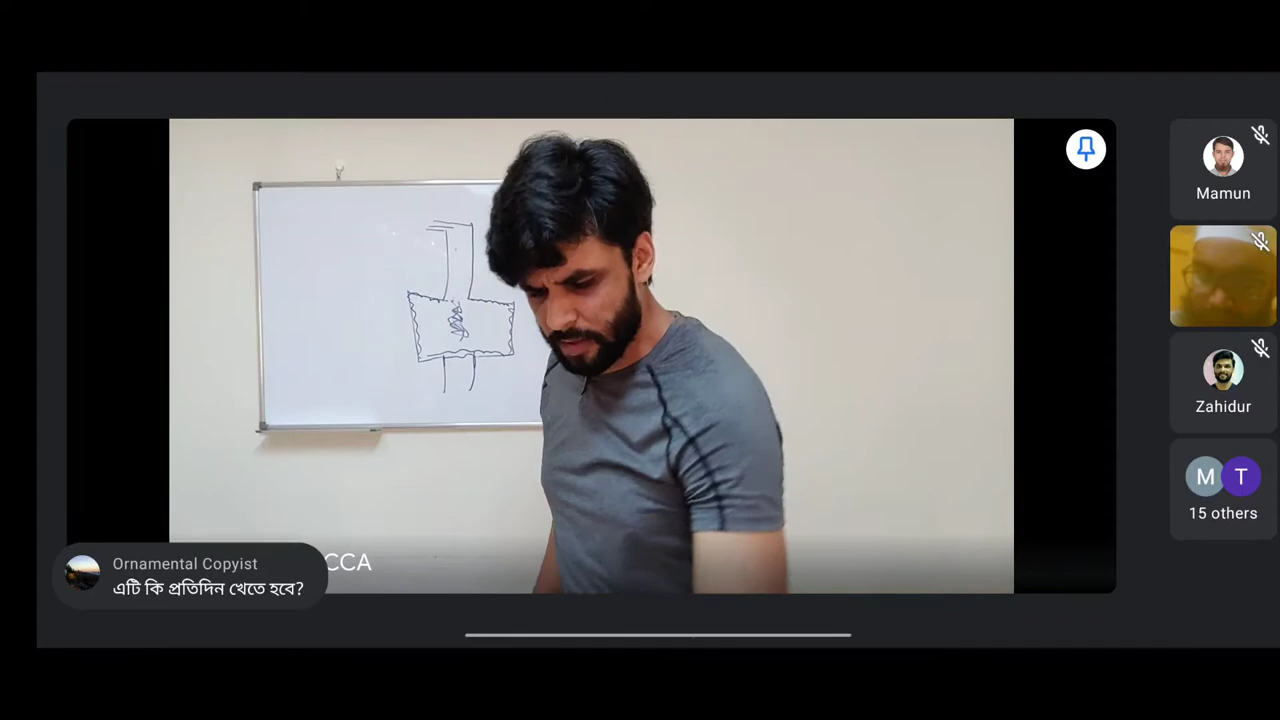 Mamun
Zahidur
M T
15 others
CCA
Ornamental Copyist
এটি কি প্রতিদিন খেতে হবে?